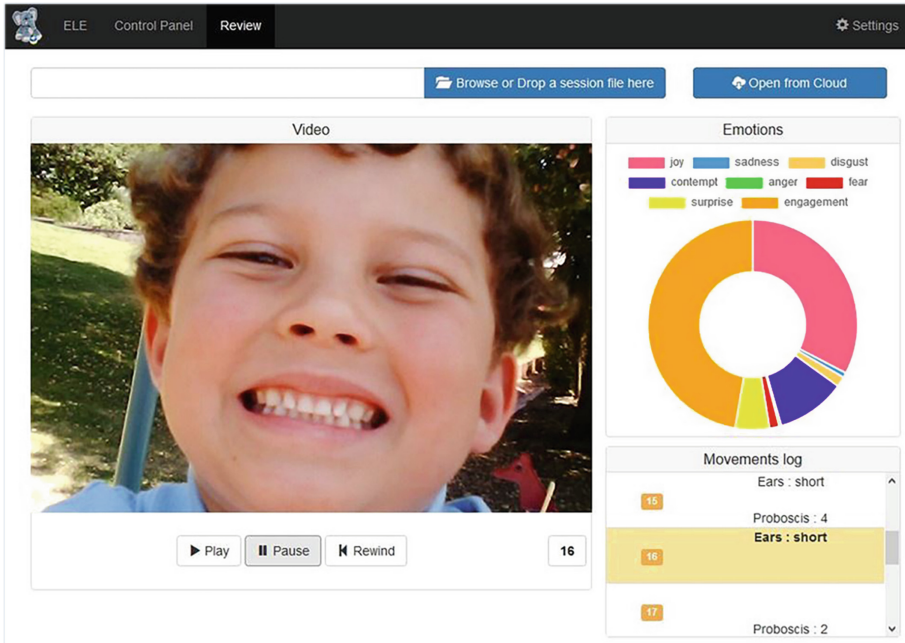 ELE Control Panel Review Settings
Browse or Drop a session file here Open from Cloud
Video
Play Pause Rewind 16
Emotions
joy sadness disgust
contempt anger fear
surprise engagement
Movements log
Ears : short
15
Proboscis : 4
Ears : short
16
17
Proboscis : 2